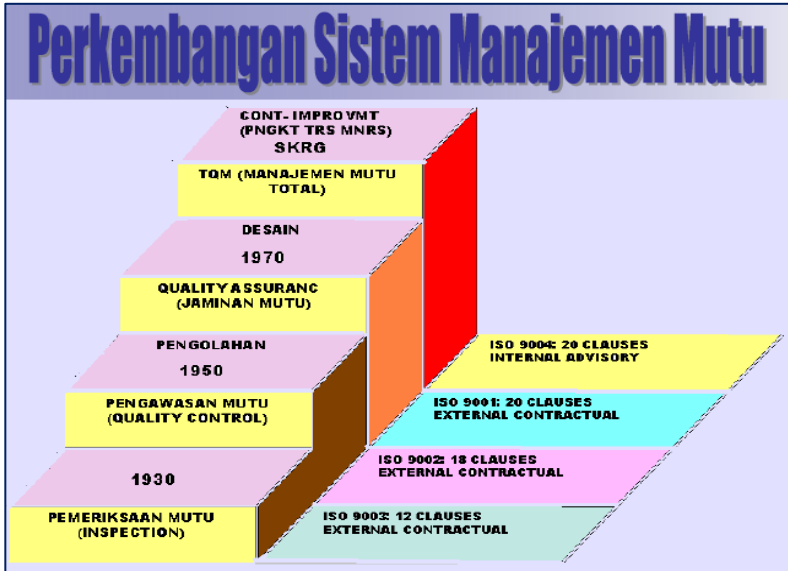 Perkembangan Sistem Manajemen Mutu
CONT- IMPROVMT
(PNGKT TRS MNRS)
SKRG
TQM (MANAJEMEN MUTU
TOTAL)
DESAIN
1970
QUALITY ASSURANC
(JAMINAN MUTU)
PENGOLAHAN
1950
PENGAWASAN MUTU
(QUALITY CONTROL)
1930
PEMERIKSAAN MUTU
(INSPECTION)
ISO 9004: 20 CLAUSES
INTERNAL ADVISORY
ISO 9001: 20 CLAUSES
EXTERNAL CONTRACTUAL
ISO 9002: 18 CLAUSES
EXTERNAL CONTRACTUAL
ISO 9003: 12 CLAUSES
EXTERNAL CONTRACTUAL